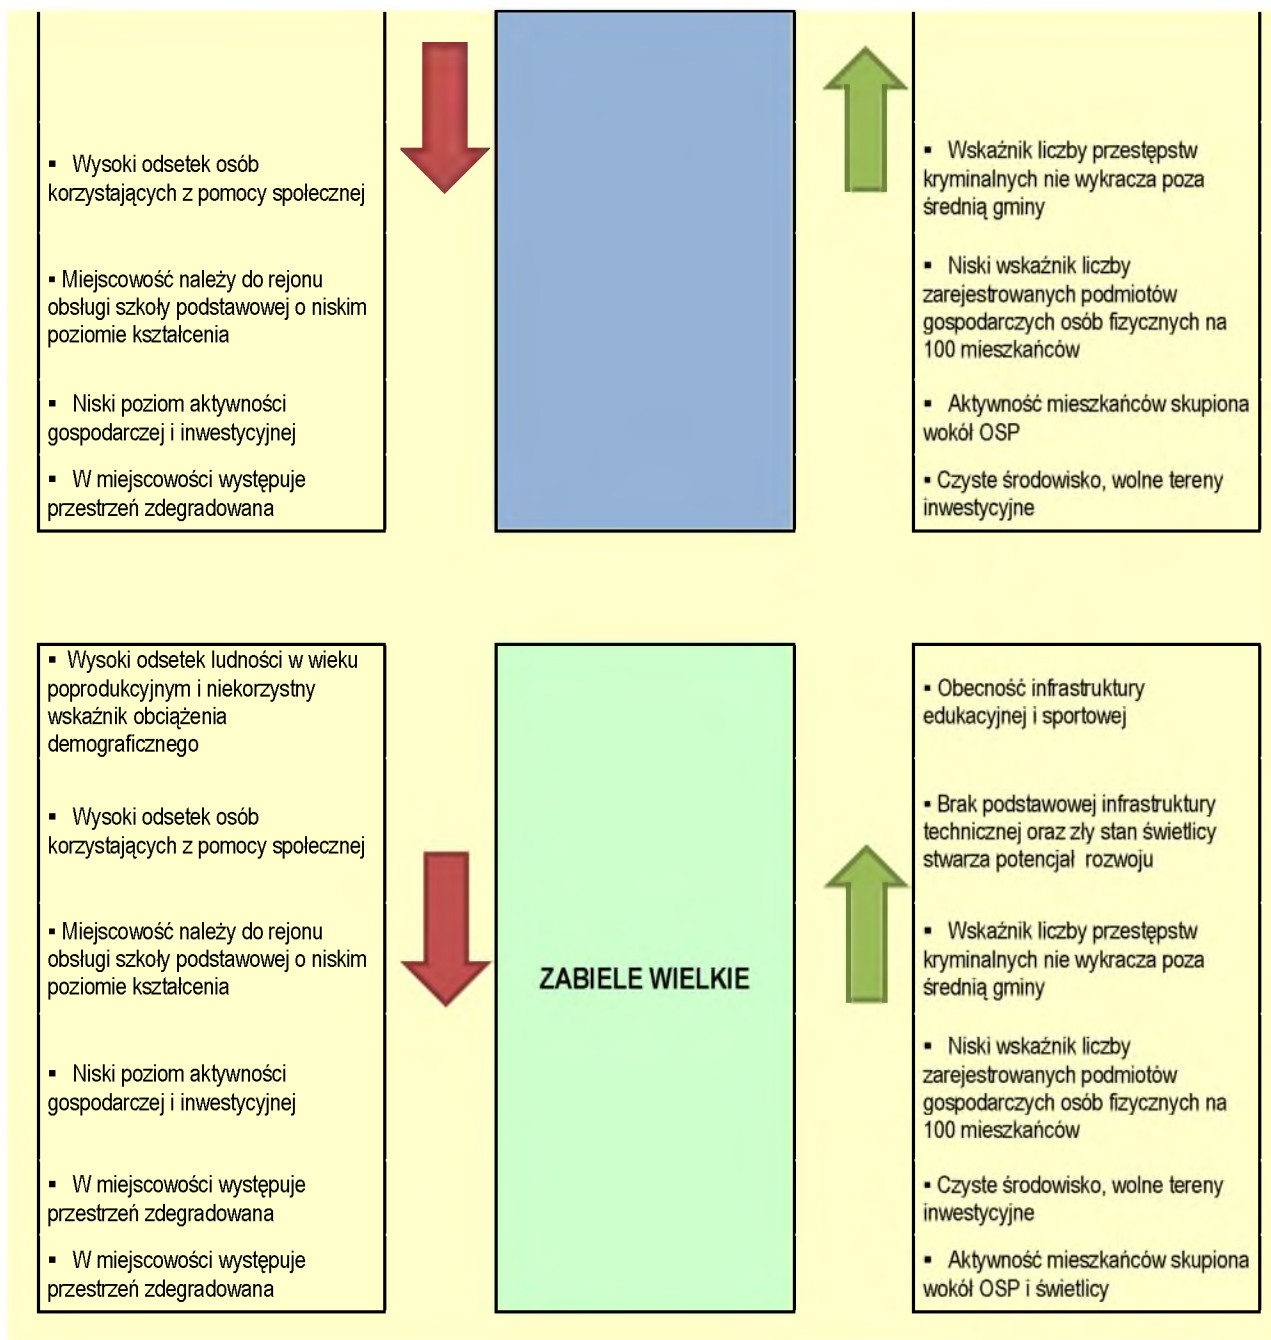 ▪ Wysoki odsetek osób
korzystających z pomocy społecznej
▪ Miejscowość należy do rejonu
obsługi szkoły podstawowej o niskim
poziomie kształcenia
▪ Niski poziom aktywności
gospodarczej i inwestycyjnej
▪ W miejscowości występuje
przestrzeń zdegradowana
▪ Wskaźnik liczby przestępstw
kryminalnych nie wykracza poza
średnią gminy
▪ Niski wskaźnik liczby
zarejestrowanych podmiotów
gospodarczych osób fizycznych na
100 mieszkańców
▪ Aktywność mieszkańców skupiona
wokół OSP
▪ Czyste środowisko, wolne tereny
inwestycyjne
▪ Wysoki odsetek ludności w wieku
poprodukcyjnym i niekorzystny
wskaźnik obciążenia
demograficznego
▪ Wysoki odsetek osób
korzystających z pomocy społecznej
▪ Miejscowość należy do rejonu
obsługi szkoły podstawowej o niskim
poziomie kształcenia
▪ Niski poziom aktywności
gospodarczej i inwestycyjnej
▪ W miejscowości występuje
przestrzeń zdegradowana
▪ W miejscowości występuje
przestrzeń zdegradowana
ZABIELE WIELKIE
▪ Obecność infrastruktury
edukacyjnej i sportowej
▪ Brak podstawowej infrastruktury
technicznej oraz zły stan świetlicy
stwarza potencjał rozwoju
▪ Wskaźnik liczby przestępstw
kryminalnych nie wykracza poza
średnią gminy
▪ Niski wskaźnik liczby
zarejestrowanych podmiotów
gospodarczych osób fizycznych na
100 mieszkańców
▪ Czyste środowisko, wolne tereny
inwestycyjne
▪ Aktywność mieszkańców skupiona
wokół OSP i świetlicy